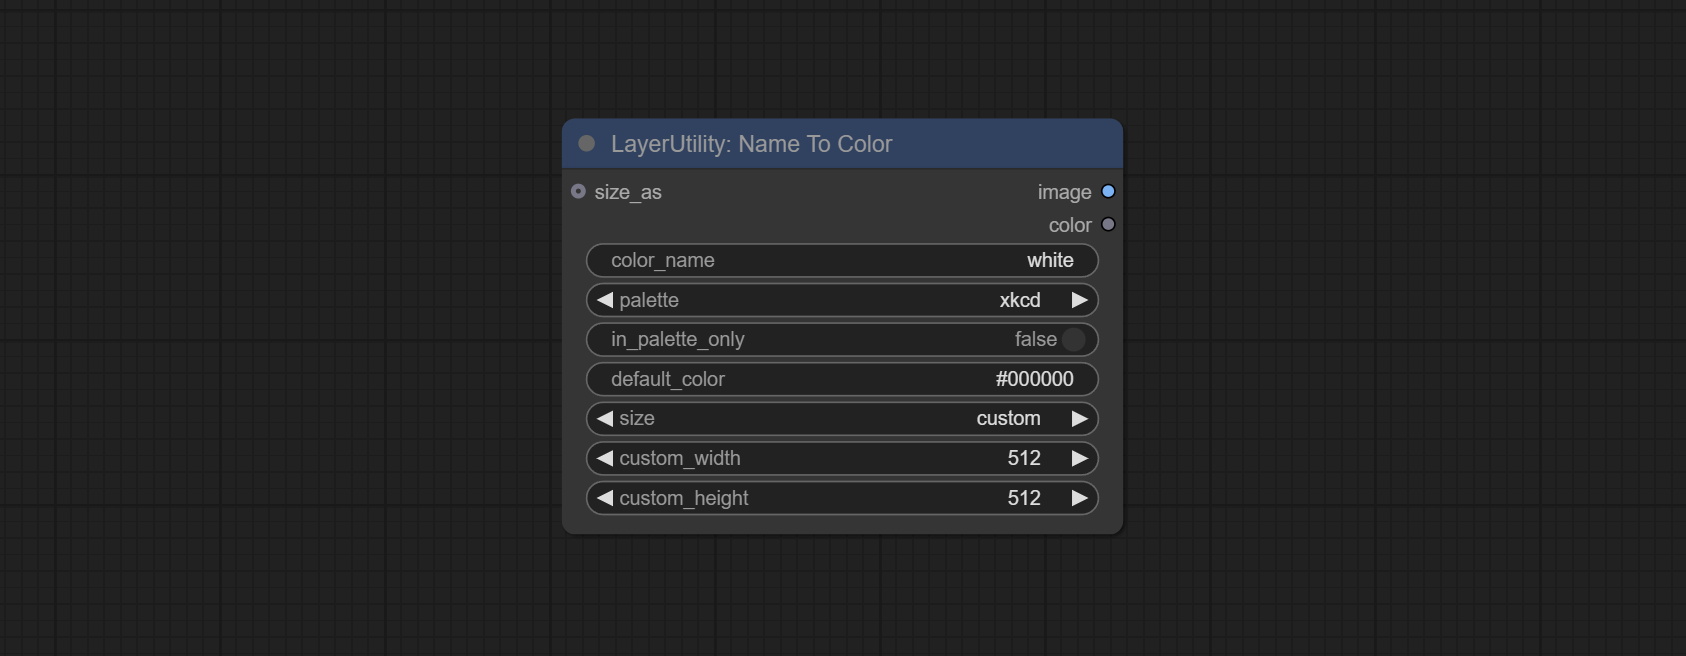 LayerUtility: Name To Color
size_as image
color
color_name white
palette xkcd
in_palette_only false
default_color #000000
size custom
custom_width 512
custom_height 512